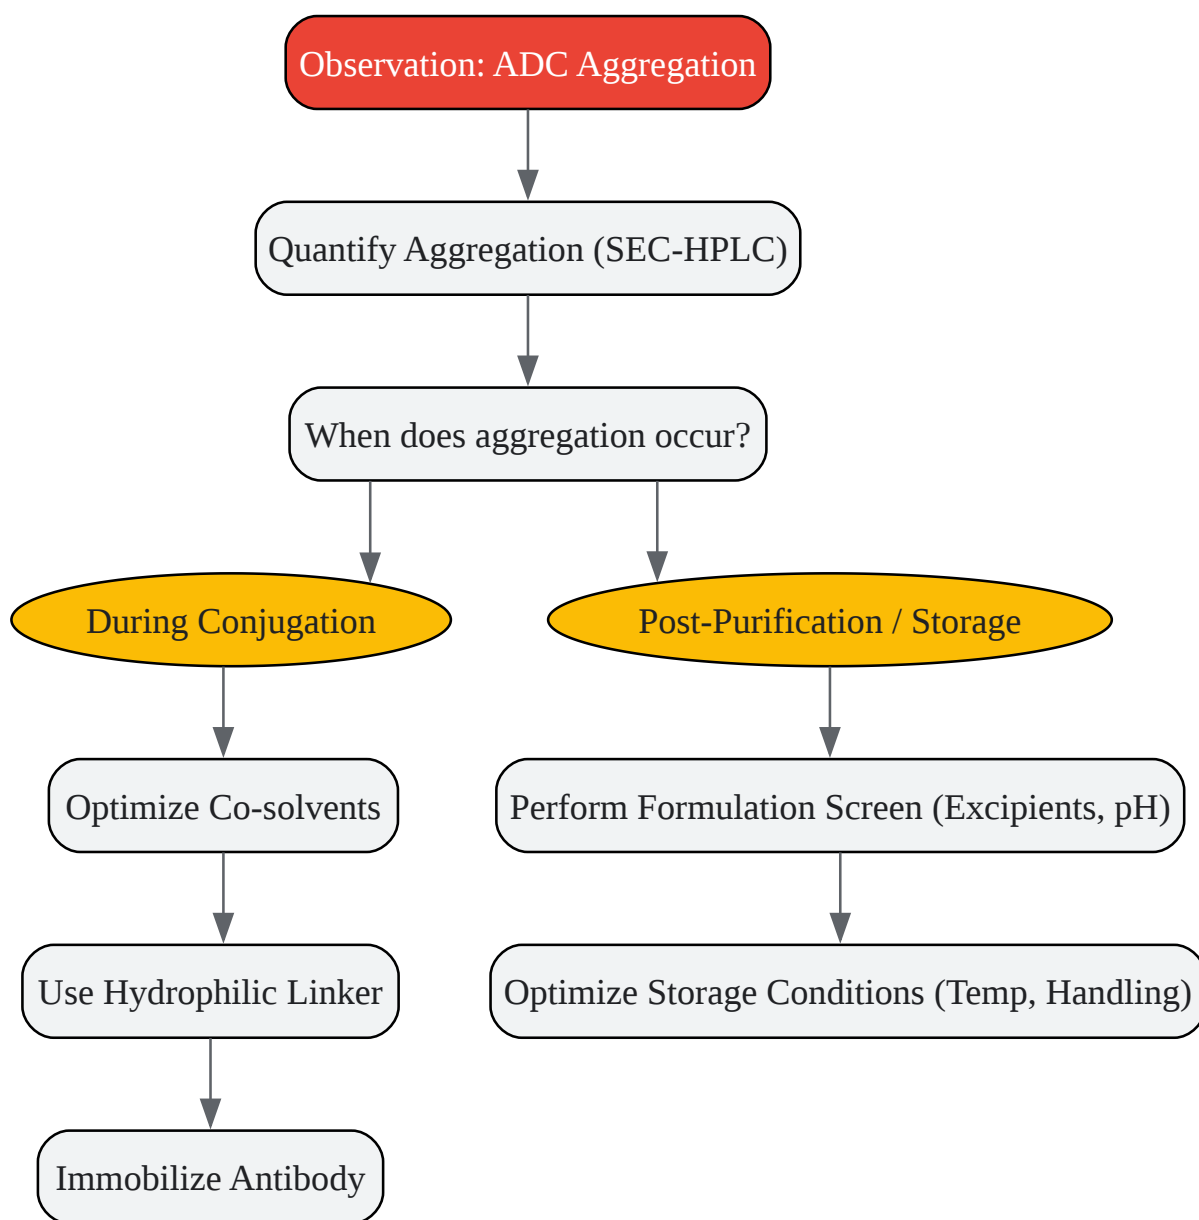 Observation: ADC Aggregation
Quantify Aggregation (SEC-HPLC)
When does aggregation occur?
During Conjugation
Post-Purification / Storage
Optimize Co-solvents
Perform Formulation Screen (Excipients, pH)
Use Hydrophilic Linker
Optimize Storage Conditions (Temp, Handling)
Immobilize Antibody